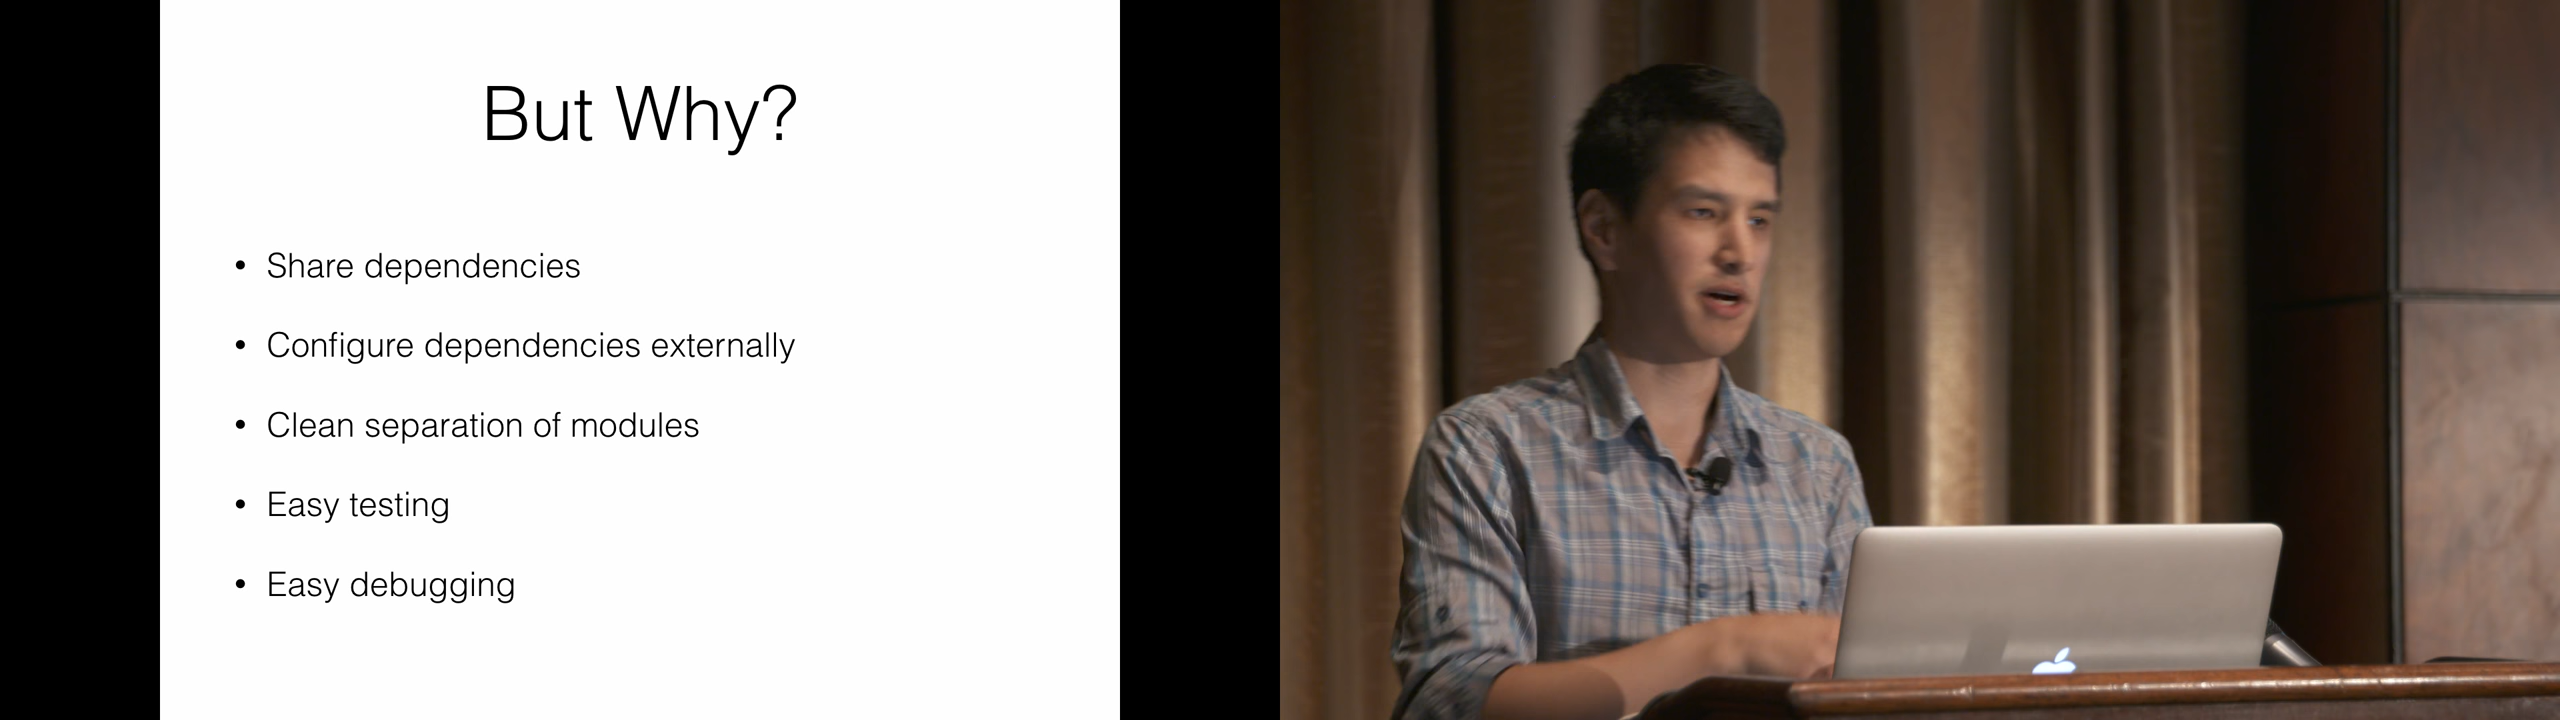 But Why?
• Share dependencies
• Configure dependencies externally
• Clean separation of modules
• Easy testing
• Easy debugging